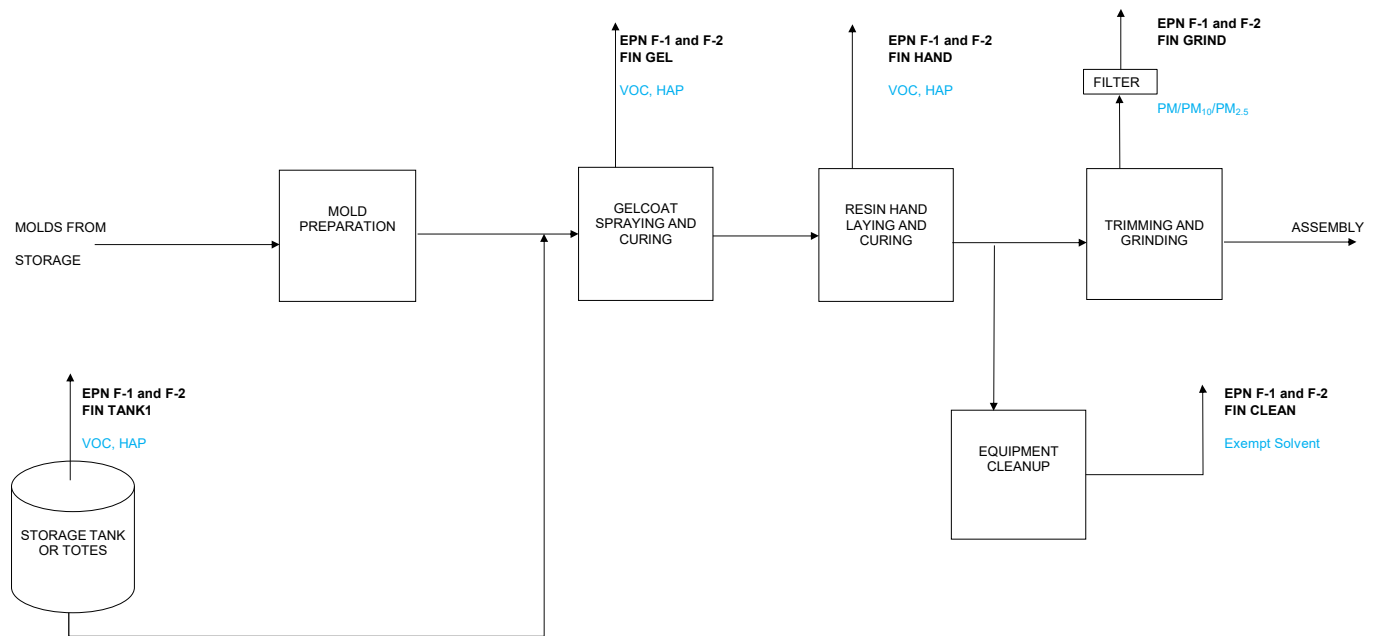 EPN F-1 and F-2
FIN GEL
VOC, HAP
EPN F-1 and F-2
FIN HAND
VOC, HAP
EPN F-1 and F-2
FIN GRIND
FILTER
PM/PM₁₀/PM₂.₅
MOLDS FROM
STORAGE
MOLD
PREPARATION
GELCOAT
SPRAYING AND
CURING
RESIN HAND
LAYING AND
CURING
TRIMMING AND
GRINDING
ASSEMBLY
EPN F-1 and F-2
FIN TANK1
VOC, HAP
STORAGE TANK
OR TOTES
EQUIPMENT
CLEANUP
EPN F-1 and F-2
FIN CLEAN
Exempt Solvent